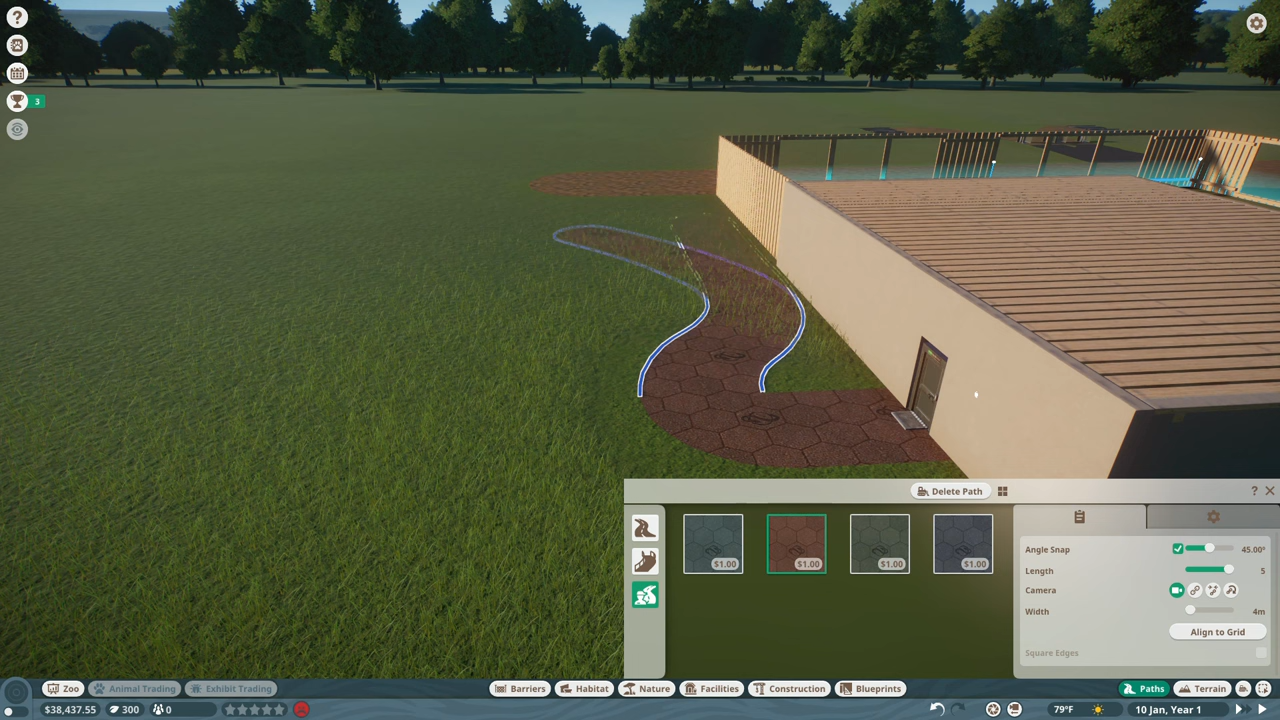 ?
3
Delete Path
?
$1.00
$1.00
$1.00
$1.00
Angle Snap
45.00°
Length
5
Camera
Width
4m
Align to Grid
Square Edges
Zoo
Animal Trading
Exhibit Trading
Barriers
Habitat
Nature
Facilities
Construction
Blueprints
Paths
Terrain
$38,437.55
300
0
79°F
10 Jan, Year 1